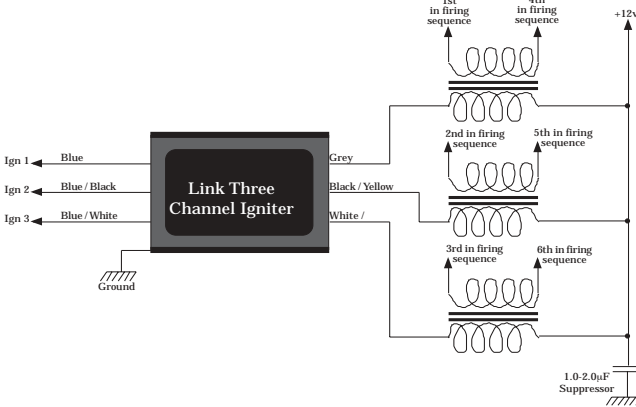 1st
in firing
sequence
4th
in firing
sequence
+12v
2nd in firing
sequence
5th in firing
sequence
Ign 1
Blue
Grey
Ign 2
Blue / Black
Link Three
Channel Igniter
Black / Yellow
Ign 3
Blue / White
White /
3rd in firing
sequence
6th in firing
sequence
Ground
1.0-2.0µF
Suppressor